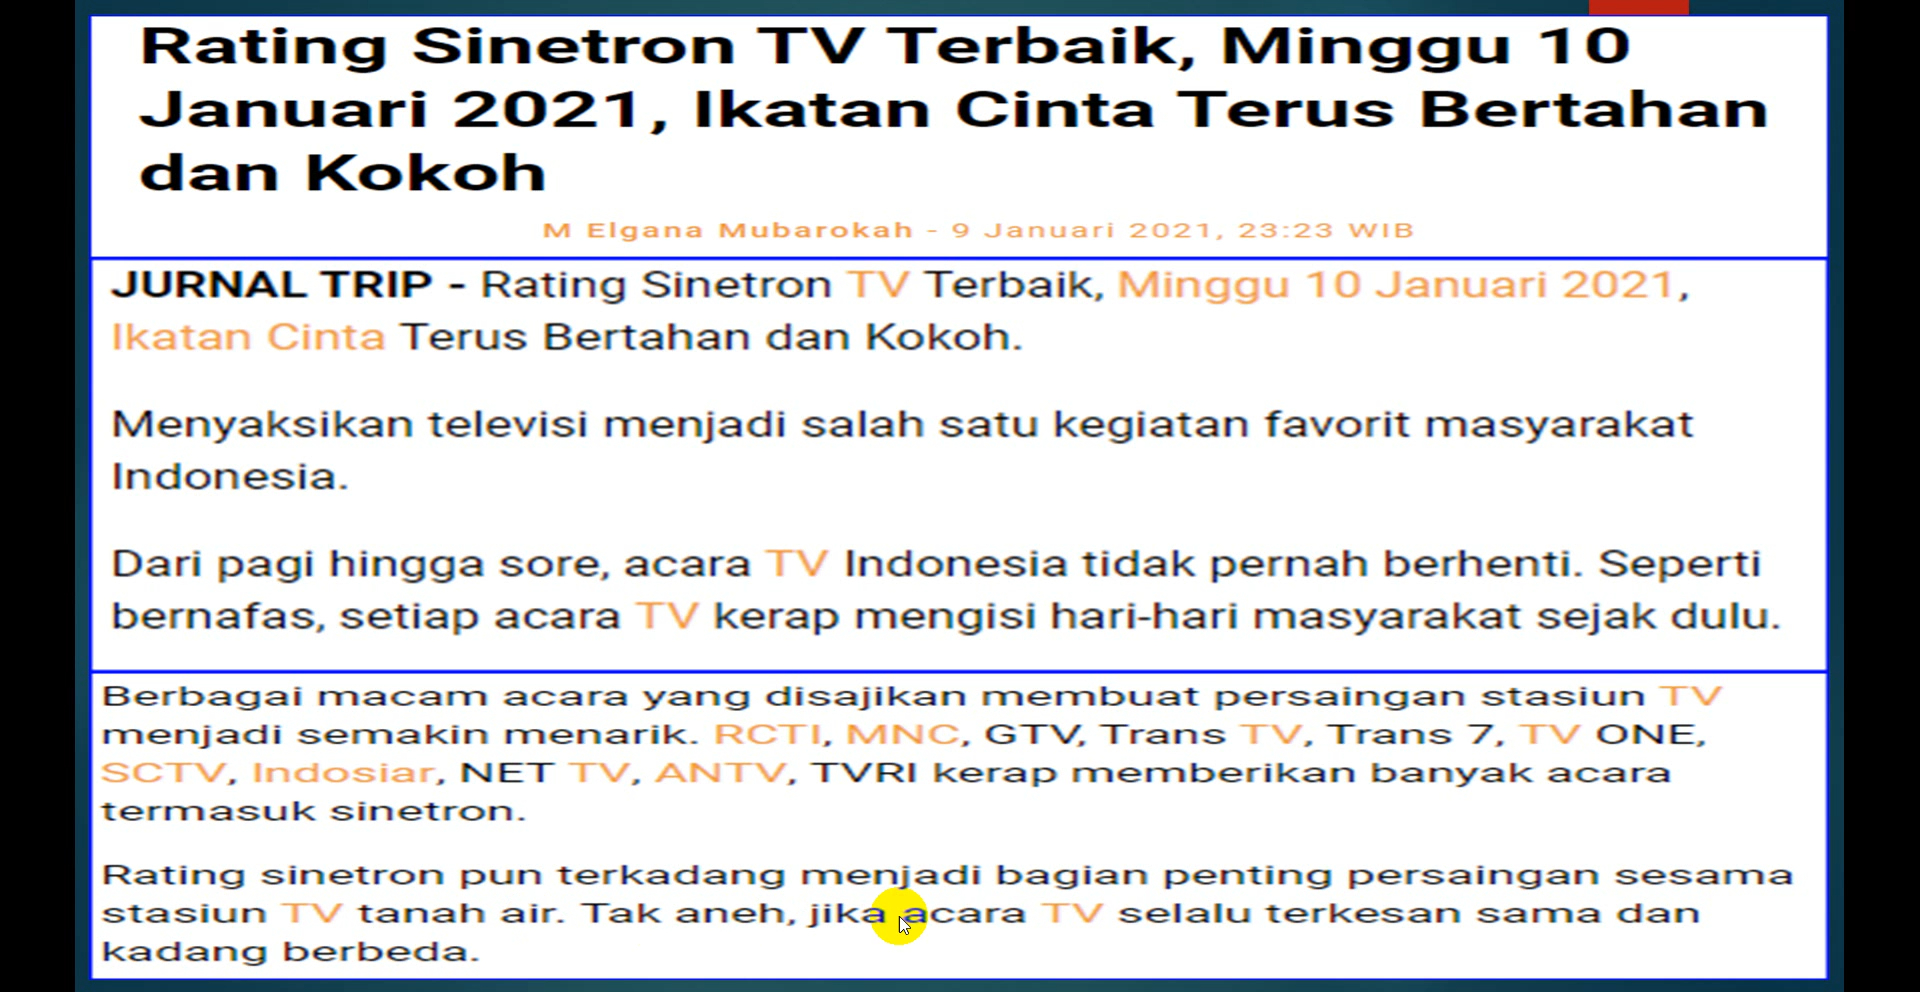 Rating Sinetron TV Terbaik, Minggu 10
Januari 2021, Ikatan Cinta Terus Bertahan
dan Kokoh
M Elgana Mubarokah - 9 Januari 2021, 23:23 WIB
JURNAL TRIP - Rating Sinetron TV Terbaik, Minggu 10 Januari 2021,
Ikatan Cinta Terus Bertahan dan Kokoh.
Menyaksikan televisi menjadi salah satu kegiatan favorit masyarakat
Indonesia.
Dari pagi hingga sore, acara TV Indonesia tidak pernah berhenti. Seperti
bernafas, setiap acara TV kerap mengisi hari-hari masyarakat sejak dulu.
Berbagai macam acara yang disajikan membuat persaingan stasiun TV
menjadi semakin menarik. RCTI, MNC, GTV, Trans TV, Trans 7, TV ONE,
SCTV, Indosiar, NET TV, ANTV, TVRI kerap memberikan banyak acara
termasuk sinetron.
Rating sinetron pun terkadang menjadi bagian penting persaingan sesama
stasiun TV tanah air. Tak aneh, jika acara TV selalu terkesan sama dan
kadang berbeda.